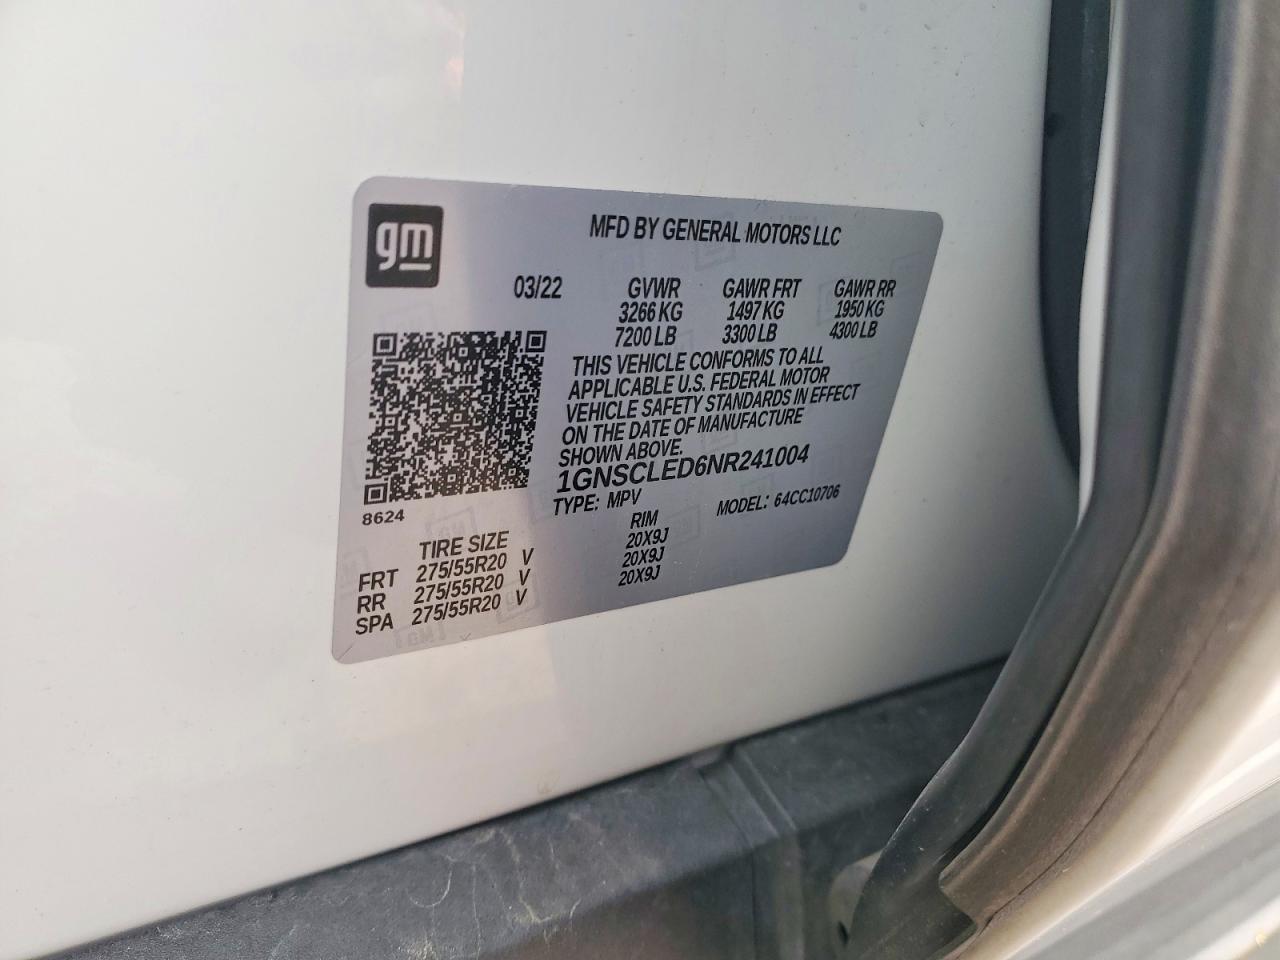 gm
MFD BY GENERAL MOTORS LLC
03/22 GVWR GAWR FRT GAWR RR
3266 KG 1497 KG 1950 KG
7200 LB 3300 LB 4300 LB
THIS VEHICLE CONFORMS TO ALL
APPLICABLE U.S. FEDERAL MOTOR
VEHICLE SAFETY STANDARDS IN EFFECT
ON THE DATE OF MANUFACTURE
SHOWN ABOVE.
1GNSCLED6NR241004
TYPE: MPV MODEL: 64CC10706
8624
TIRE SIZE RIM
FRT 275/55R20 V 20X9J
RR 275/55R20 V 20X9J
SPA 275/55R20 V 20X9J